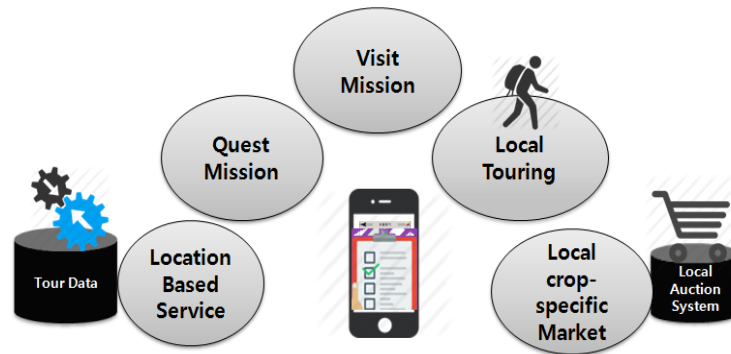 Visit
Mission
Quest
Mission
Local
Touring
Tour Data
Location
Based
Service
Local
crop-
specific
Market
Local
Auction
System